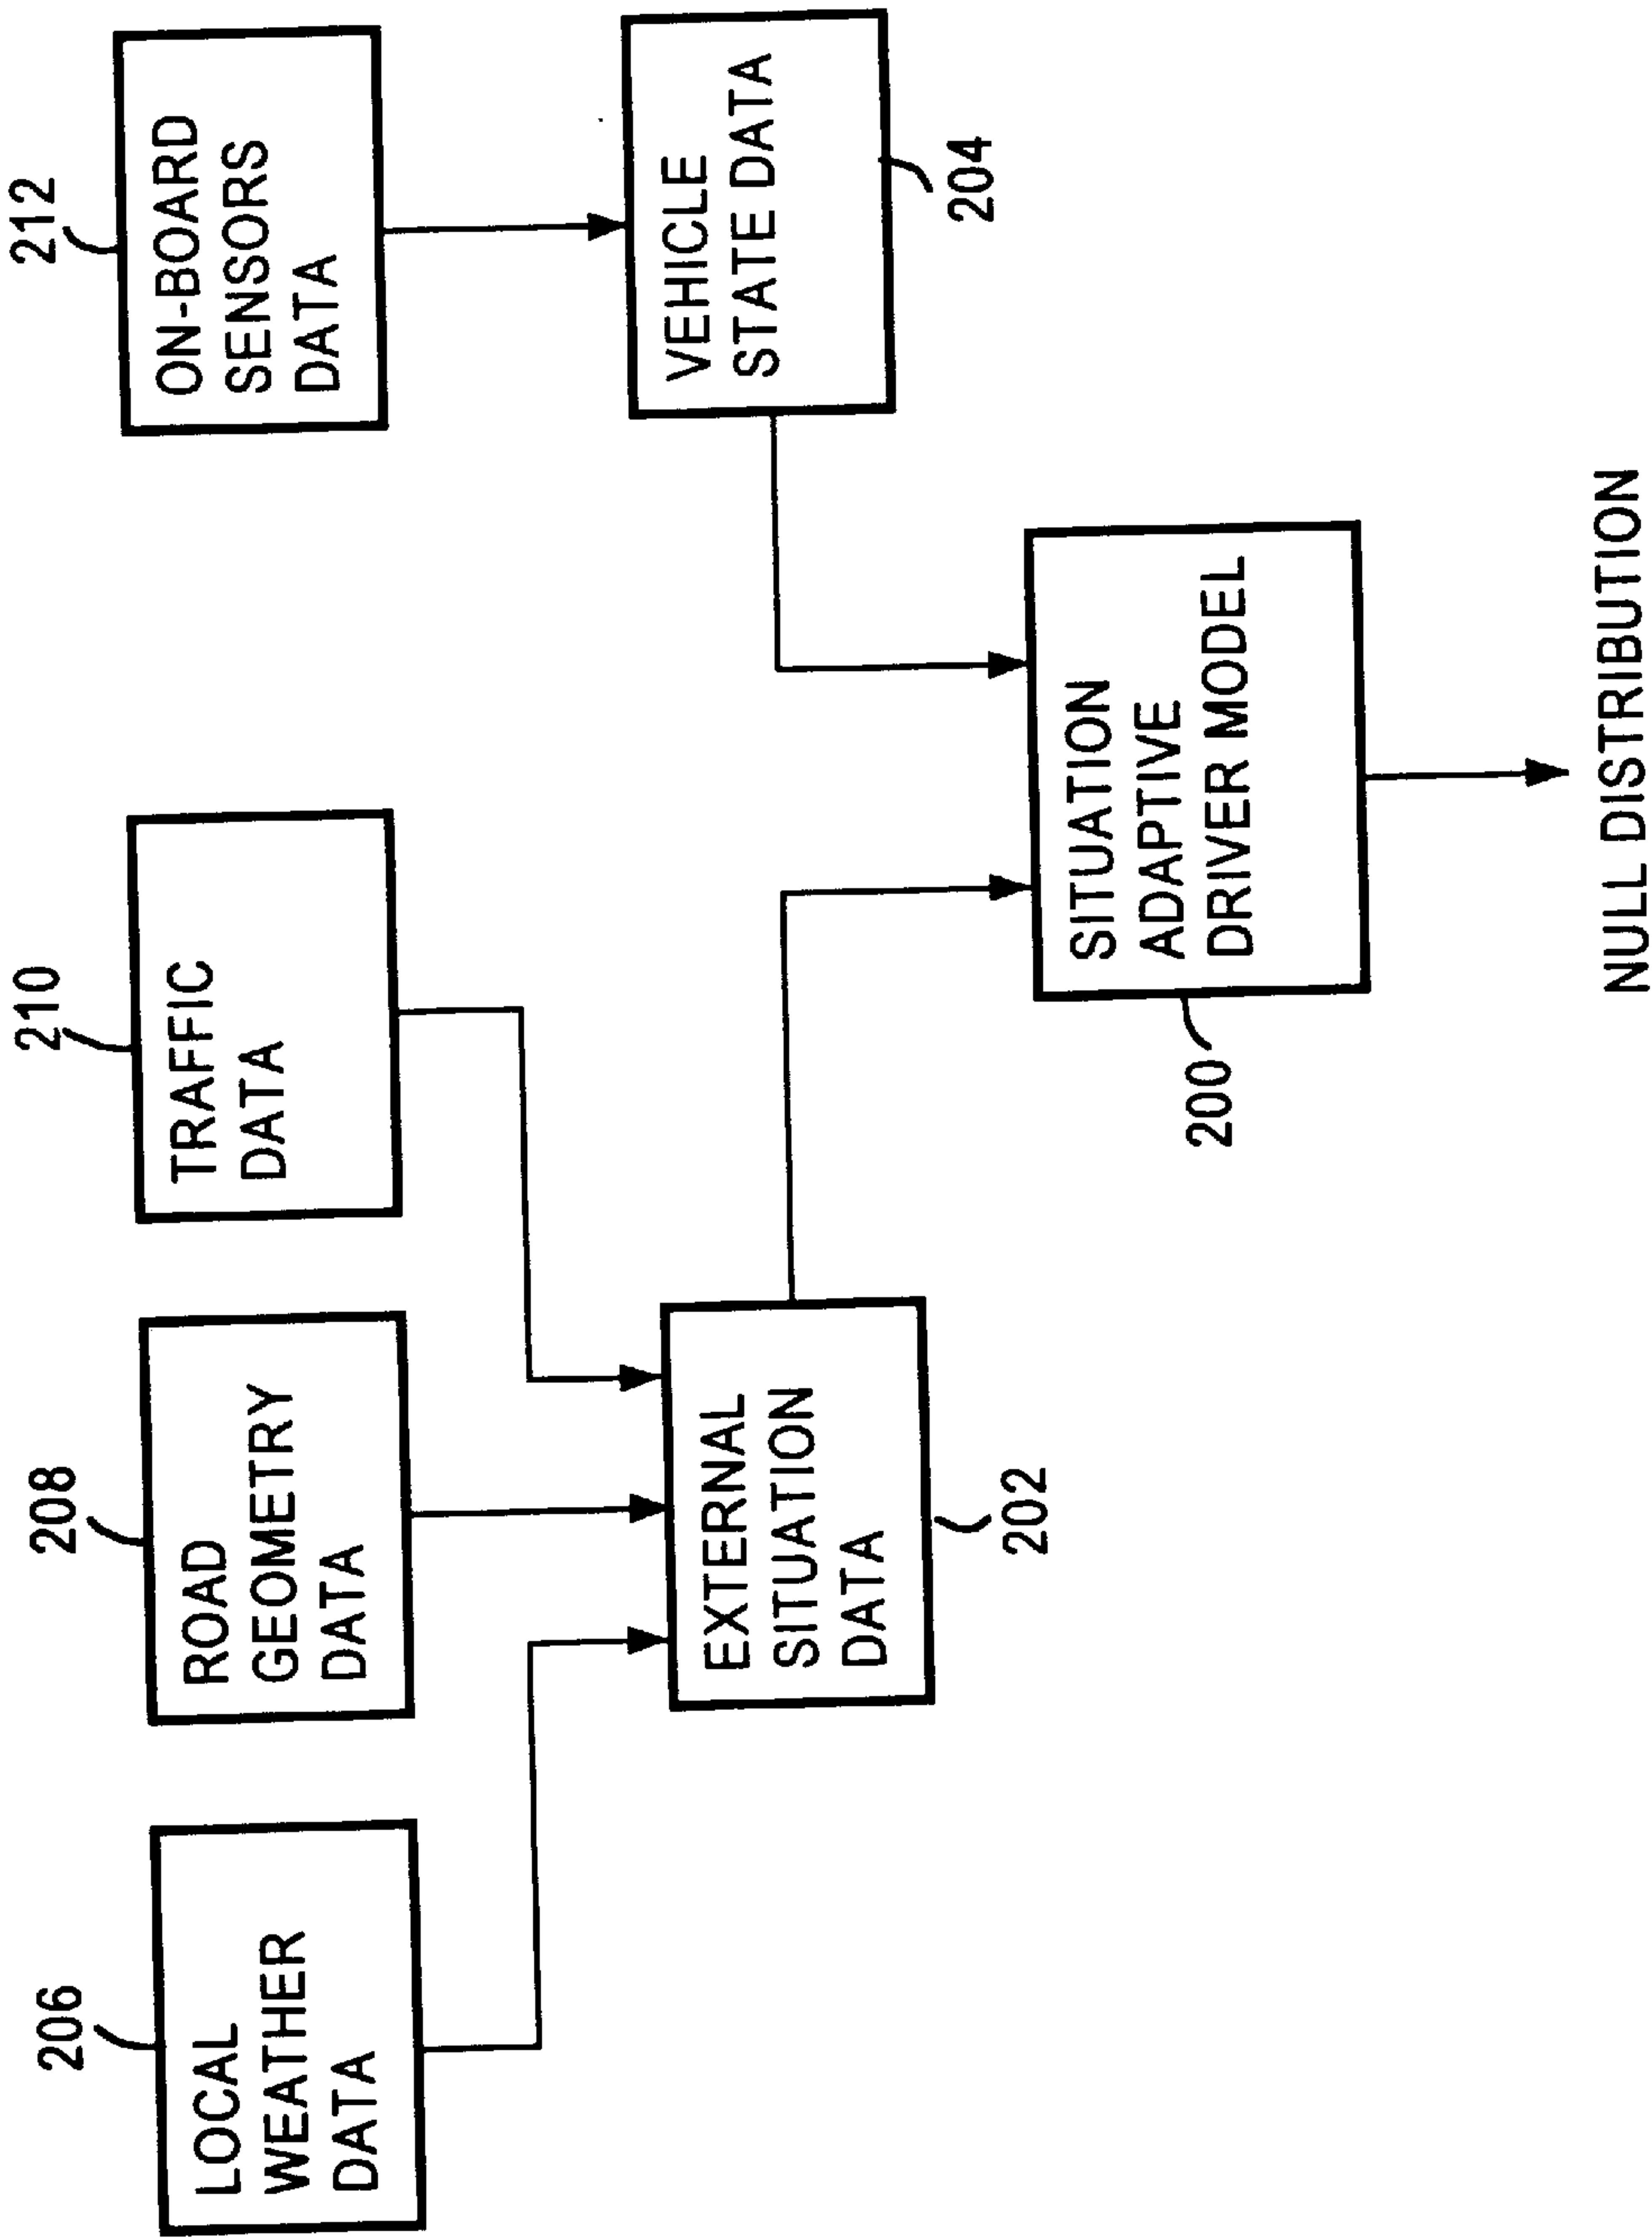 206
LOCAL
WEATHER
DATA
208
ROAD
GEOMETRY
DATA
210
TRAFFIC
DATA
212
ON-BOARD
SENSORS
DATA
EXTERNAL
SITUATION
DATA
202
VEHICLE
STATE DATA
204
SITUATION
ADAPTIVE
DRIVER MODEL
200
NULL DISTRIBUTION